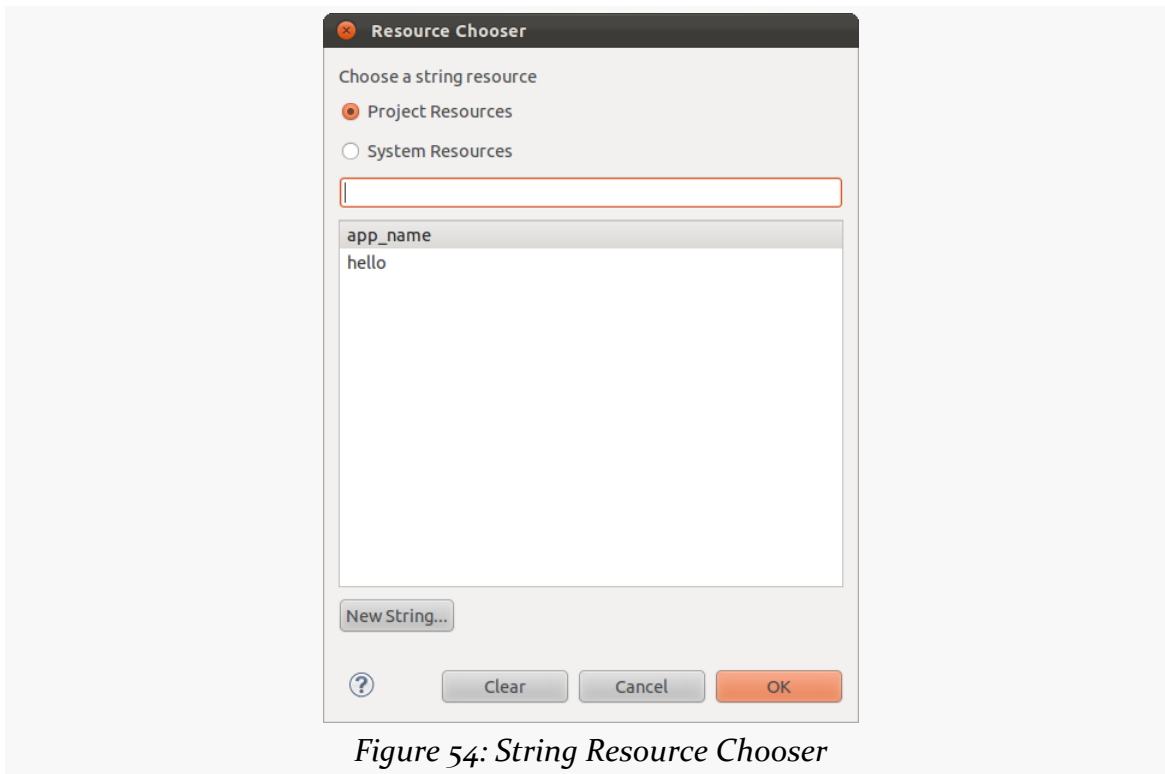 Resource Chooser
Choose a string resource
Project Resources
System Resources
app_name
hello
New String...
?
Clear Cancel OK
Figure 54: String Resource Chooser